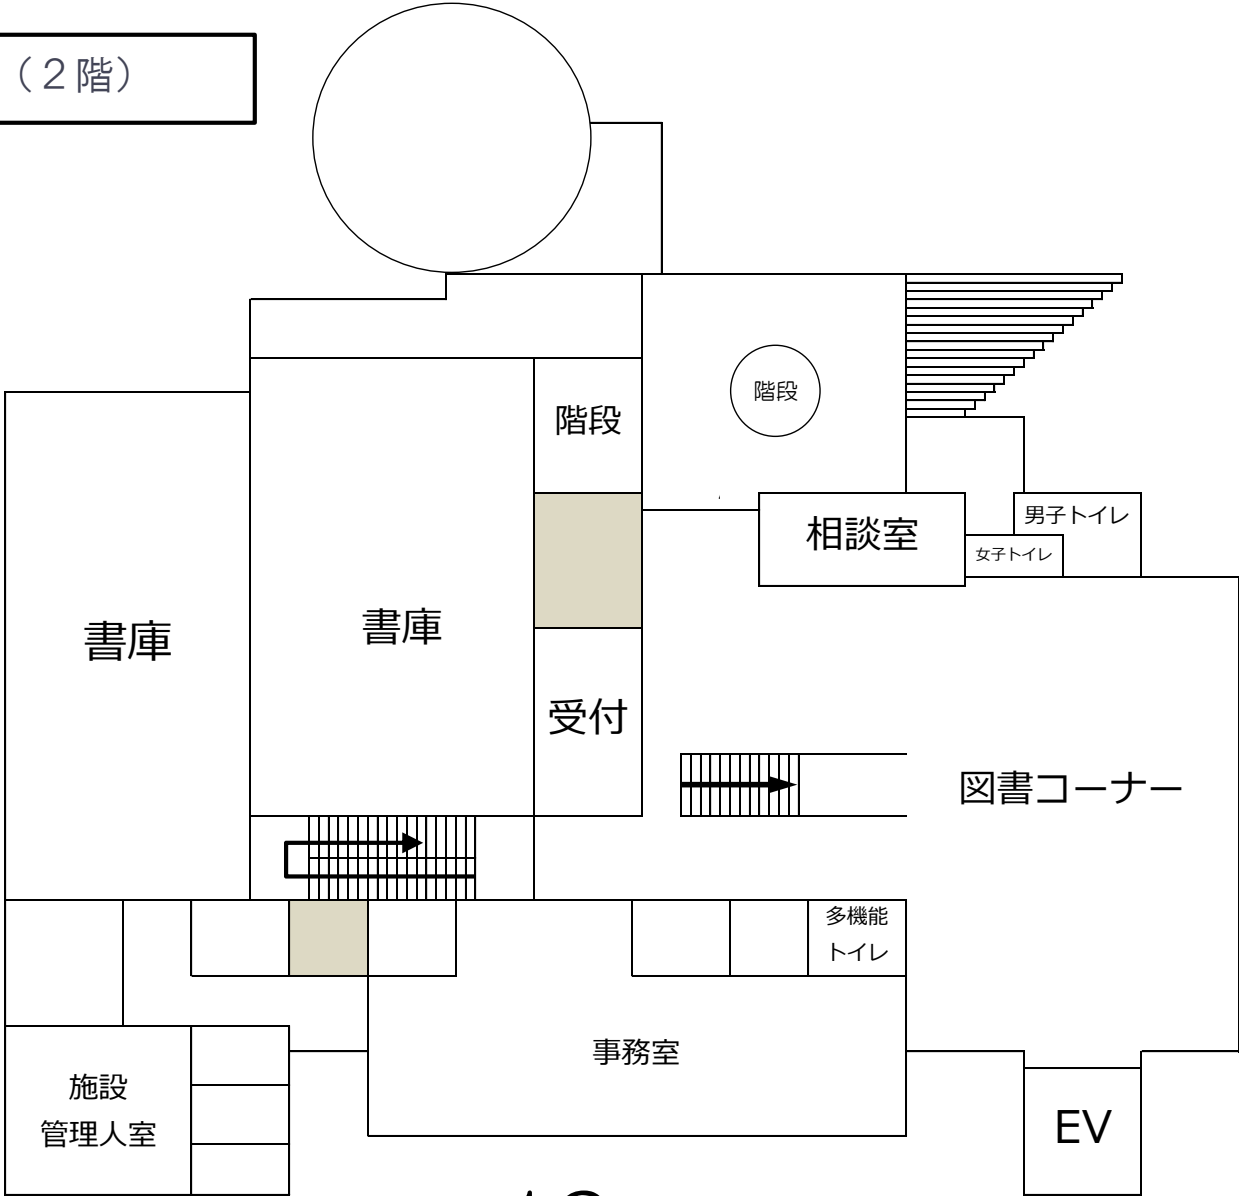 （２階）
階段
階段
相談室
男子トイレ
女子トイレ
書庫
書庫
受付
図書コーナー
多機能
トイレ
事務室
施設
管理人室
EV